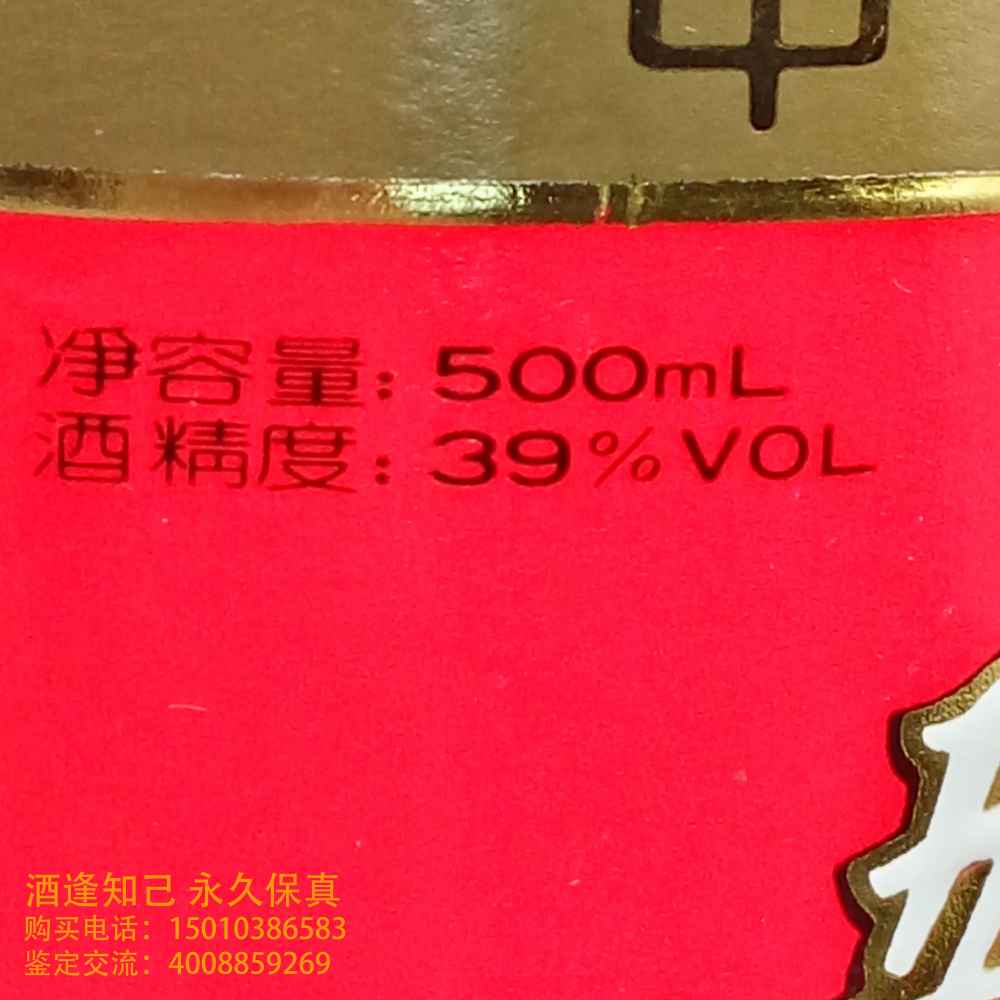 中
净容量：500mL
酒精度：39％VOL
酒逢知己 永久保真
购买电话：15010386583
鉴定交流：4008859269